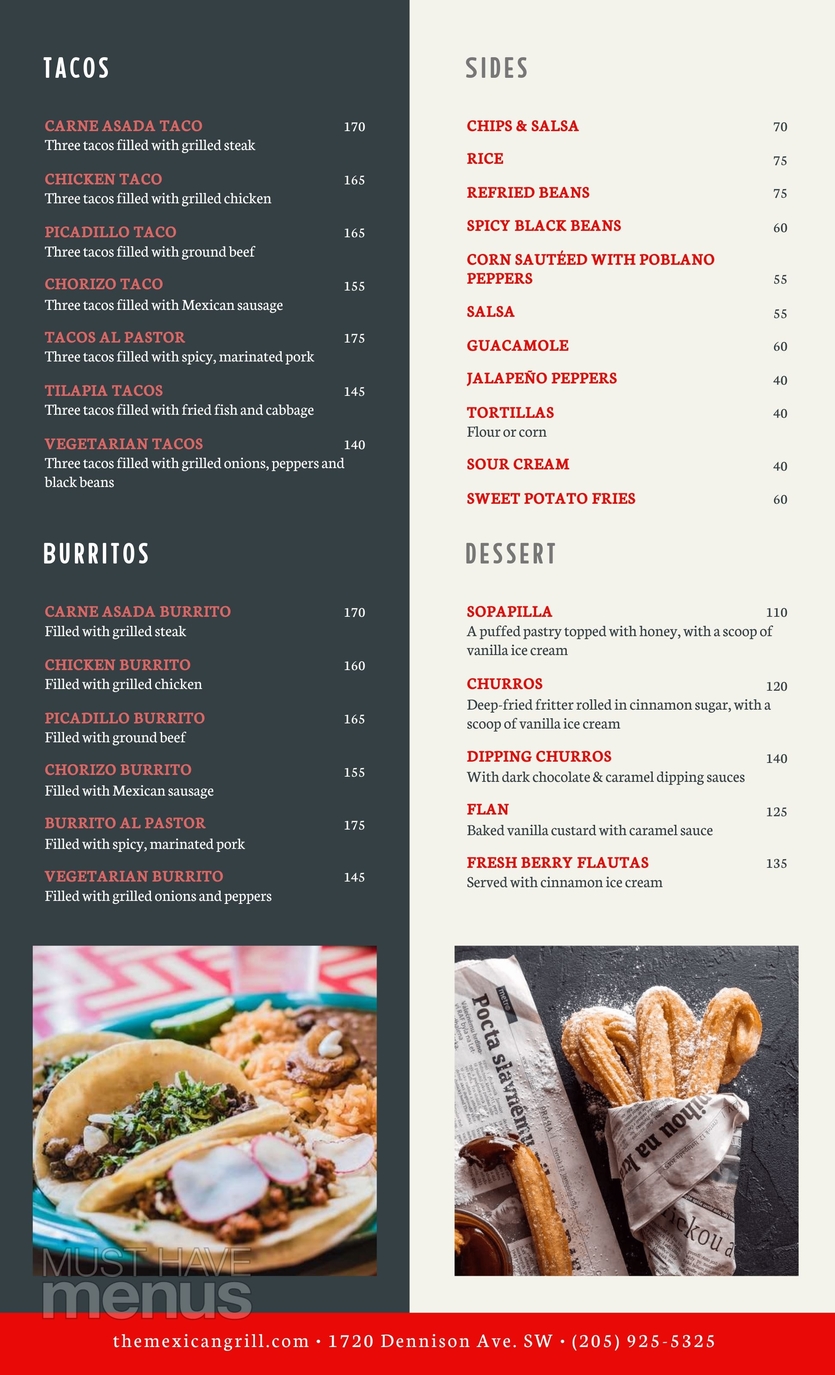 TACOS
CARNE ASADA TACO 170
Three tacos filled with grilled steak
CHICKEN TACO 165
Three tacos filled with grilled chicken
PICADILLO TACO 165
Three tacos filled with ground beef
CHORIZO TACO 155
Three tacos filled with Mexican sausage
TACOS AL PASTOR 175
Three tacos filled with spicy, marinated pork
TILAPIA TACOS 145
Three tacos filled with fried fish and cabbage
VEGETARIAN TACOS 140
Three tacos filled with grilled onions, peppers and
black beans
BURRITOS
CARNE ASADA BURRITO 170
Filled with grilled steak
CHICKEN BURRITO 160
Filled with grilled chicken
PICADILLO BURRITO 165
Filled with ground beef
CHORIZO BURRITO 155
Filled with Mexican sausage
BURRITO AL PASTOR 175
Filled with spicy, marinated pork
VEGETARIAN BURRITO 145
Filled with grilled onions and peppers
MUST HAVE
menus
SIDES
CHIPS & SALSA 70
RICE 75
REFRIED BEANS 75
SPICY BLACK BEANS 60
CORN SAUTÉED WITH POBLANO
PEPPERS 55
SALSA 55
GUACAMOLE 60
JALAPEÑO PEPPERS 40
TORTILLAS 40
Flour or corn
SOUR CREAM 40
SWEET POTATO FRIES 60
DESSERT
SOPAPILLA 110
A puffed pastry topped with honey, with a scoop of
vanilla ice cream
CHURROS 120
Deep-fried fritter rolled in cinnamon sugar, with a
scoop of vanilla ice cream
DIPPING CHURROS 140
With dark chocolate & caramel dipping sauces
FLAN 125
Baked vanilla custard with caramel sauce
FRESH BERRY FLAUTAS 135
Served with cinnamon ice cream
metro
Pocta slavnému
themexicangrill.com • 1720 Dennison Ave. SW • (205) 925-5325